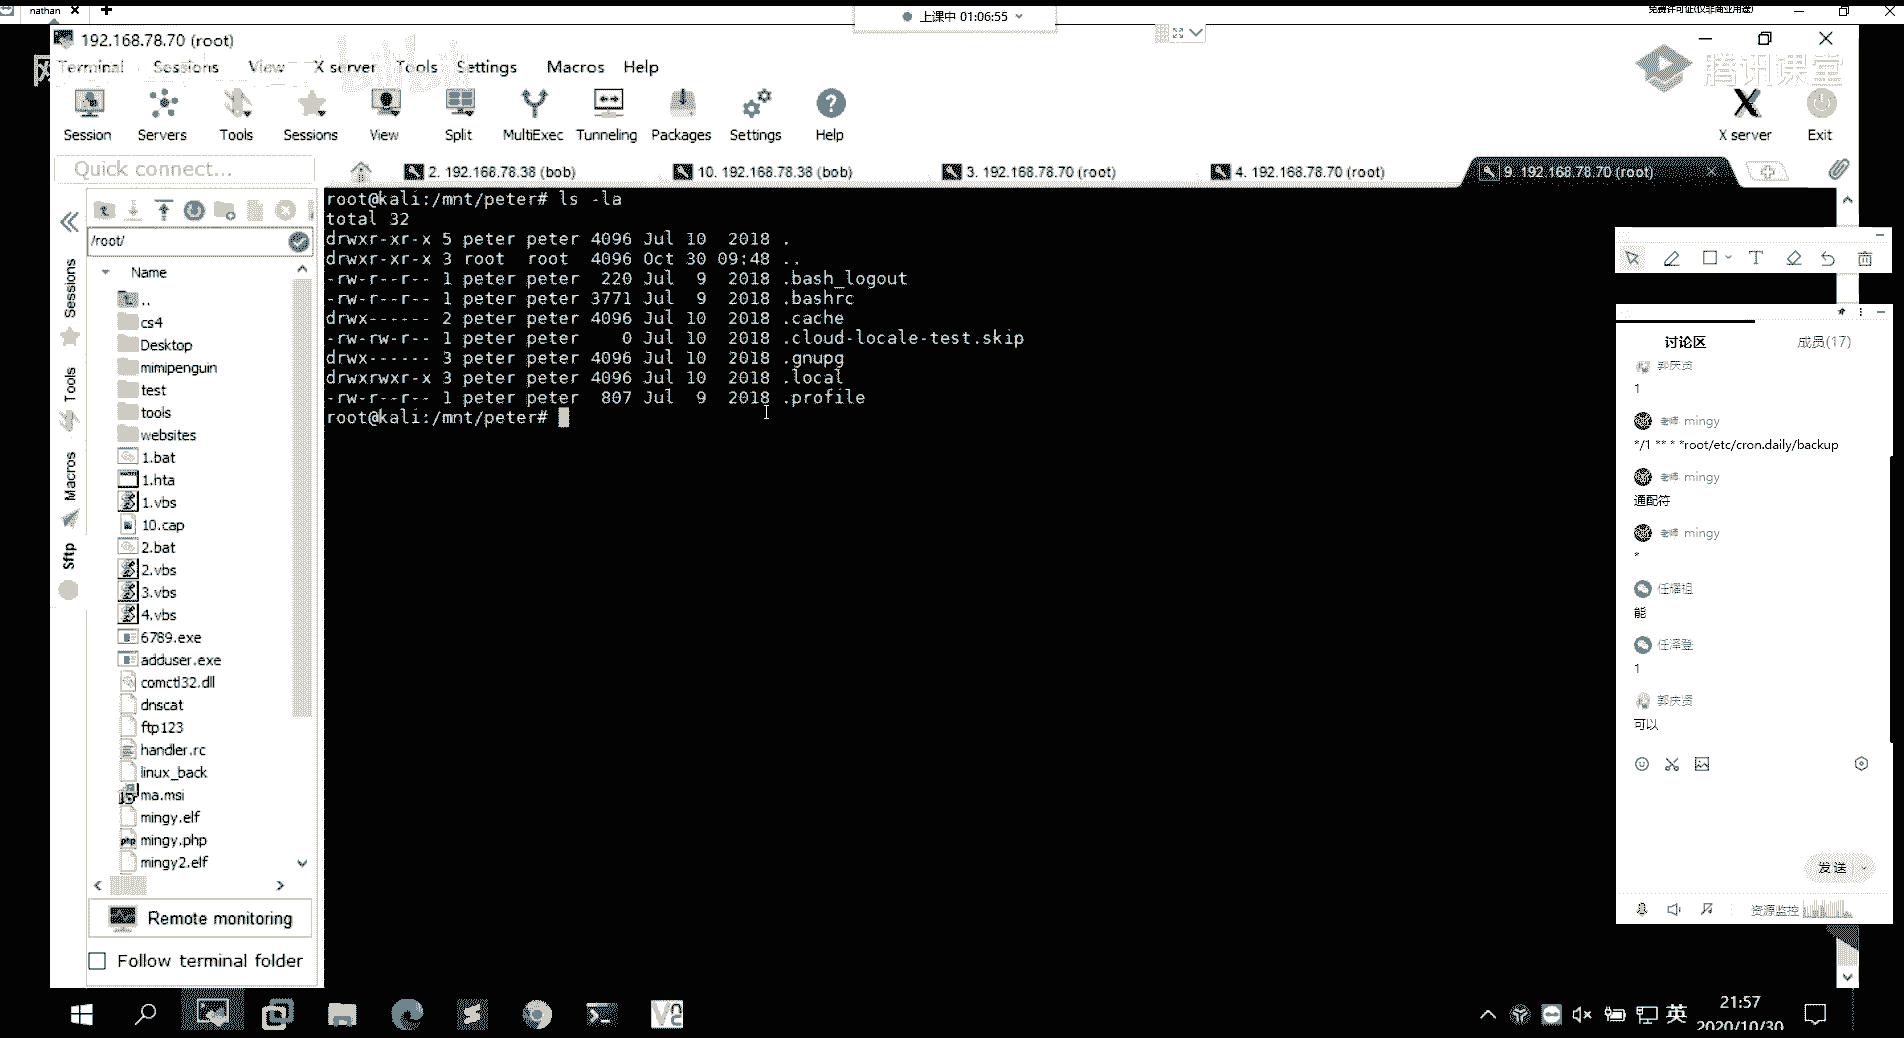 nathan
上课中 01:06:55
免费许可证(仅非商业用途)
192.168.78.70 (root)
Terminal Sessions View X server Tools Settings Macros Help
腾讯课堂
Session Servers Tools Sessions View Split MultiExec Tunneling Packages Settings Help
X server Exit
Quick connect...
2. 192.168.78.38 (bob)
10. 192.168.78.38 (bob)
3. 192.168.78.70 (root)
4. 192.168.78.70 (root)
9. 192.168.78.70 (root)
Sessions
Tools
Macros
Sftp
/root/
Name
..
cs4
Desktop
mimipenguin
test
tools
websites
1.bat
1.hta
1.vbs
10.cap
2.bat
2.vbs
3.vbs
4.vbs
6789.exe
adduser.exe
comctl32.dll
dnscat
ftp123
handler.rc
linux_back
ma.msi
mingy.elf
mingy.php
mingy2.elf
Remote monitoring
Follow terminal folder
root@kali:/mnt/peter# ls -la
total 32
drwxr-xr-x 5 peter peter 4096 Jul 10  2018 .
drwxr-xr-x 3 root  root  4096 Oct 30 09:48 ..
-rw-r--r-- 1 peter peter  220 Jul  9  2018 .bash_logout
-rw-r--r-- 1 peter peter 3771 Jul  9  2018 .bashrc
drwx------ 2 peter peter 4096 Jul 10  2018 .cache
-rw-rw-r-- 1 peter peter    0 Jul 10  2018 .cloud-locale-test.skip
drwx------ 3 peter peter 4096 Jul 10  2018 .gnupg
drwxrwxr-x 3 peter peter 4096 Jul 10  2018 .local
-rw-r--r-- 1 peter peter  807 Jul  9  2018 .profile
root@kali:/mnt/peter#
讨论区 成员(17)
郭庆贤
1
老师 mingy
*/1 ** * *root/etc/cron.daily/backup
老师 mingy
通配符
老师 mingy
*
任耀祖
能
任泽登
1
郭庆贤
可以
发送
资源监控
英
21:57
2020/10/30